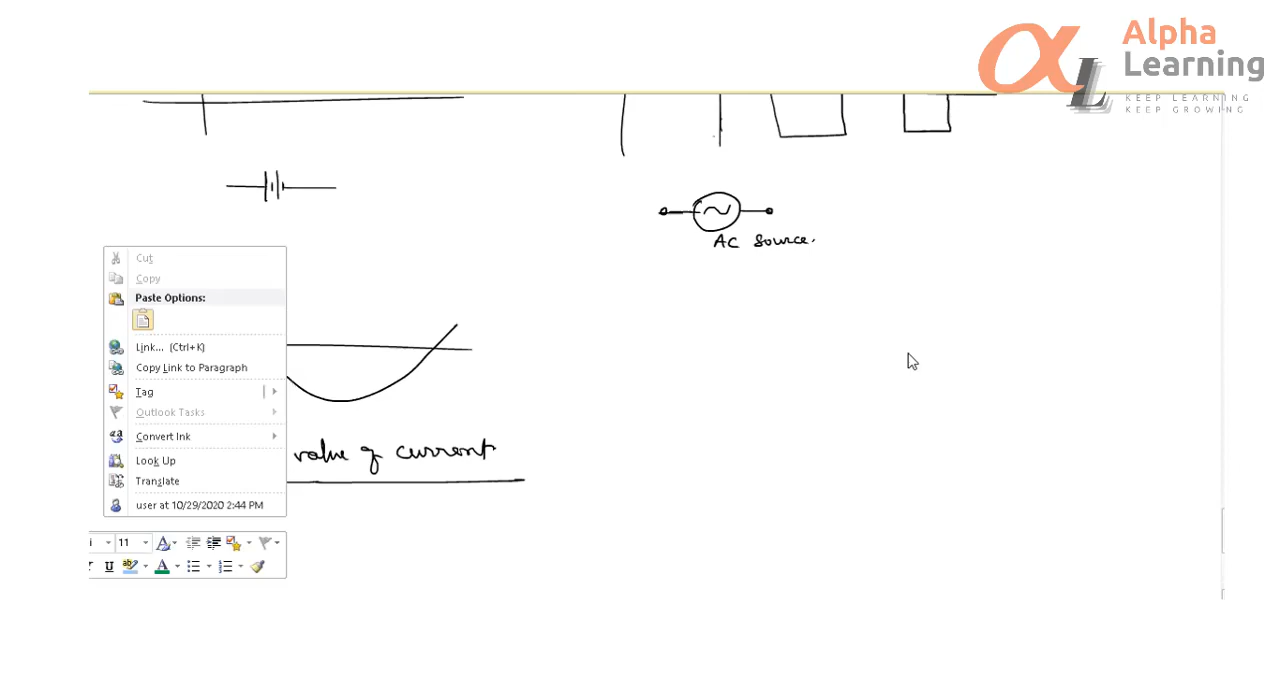 Alpha
Learning
KEEP LEARNING
KEEP GROWING
AC Source.
Cut
Copy
Paste Options:
Link... (Ctrl+K)
Copy Link to Paragraph
Tag
Outlook Tasks
Convert Ink
value of current
Look Up
Translate
user at 10/29/2020 2:44 PM
11
U